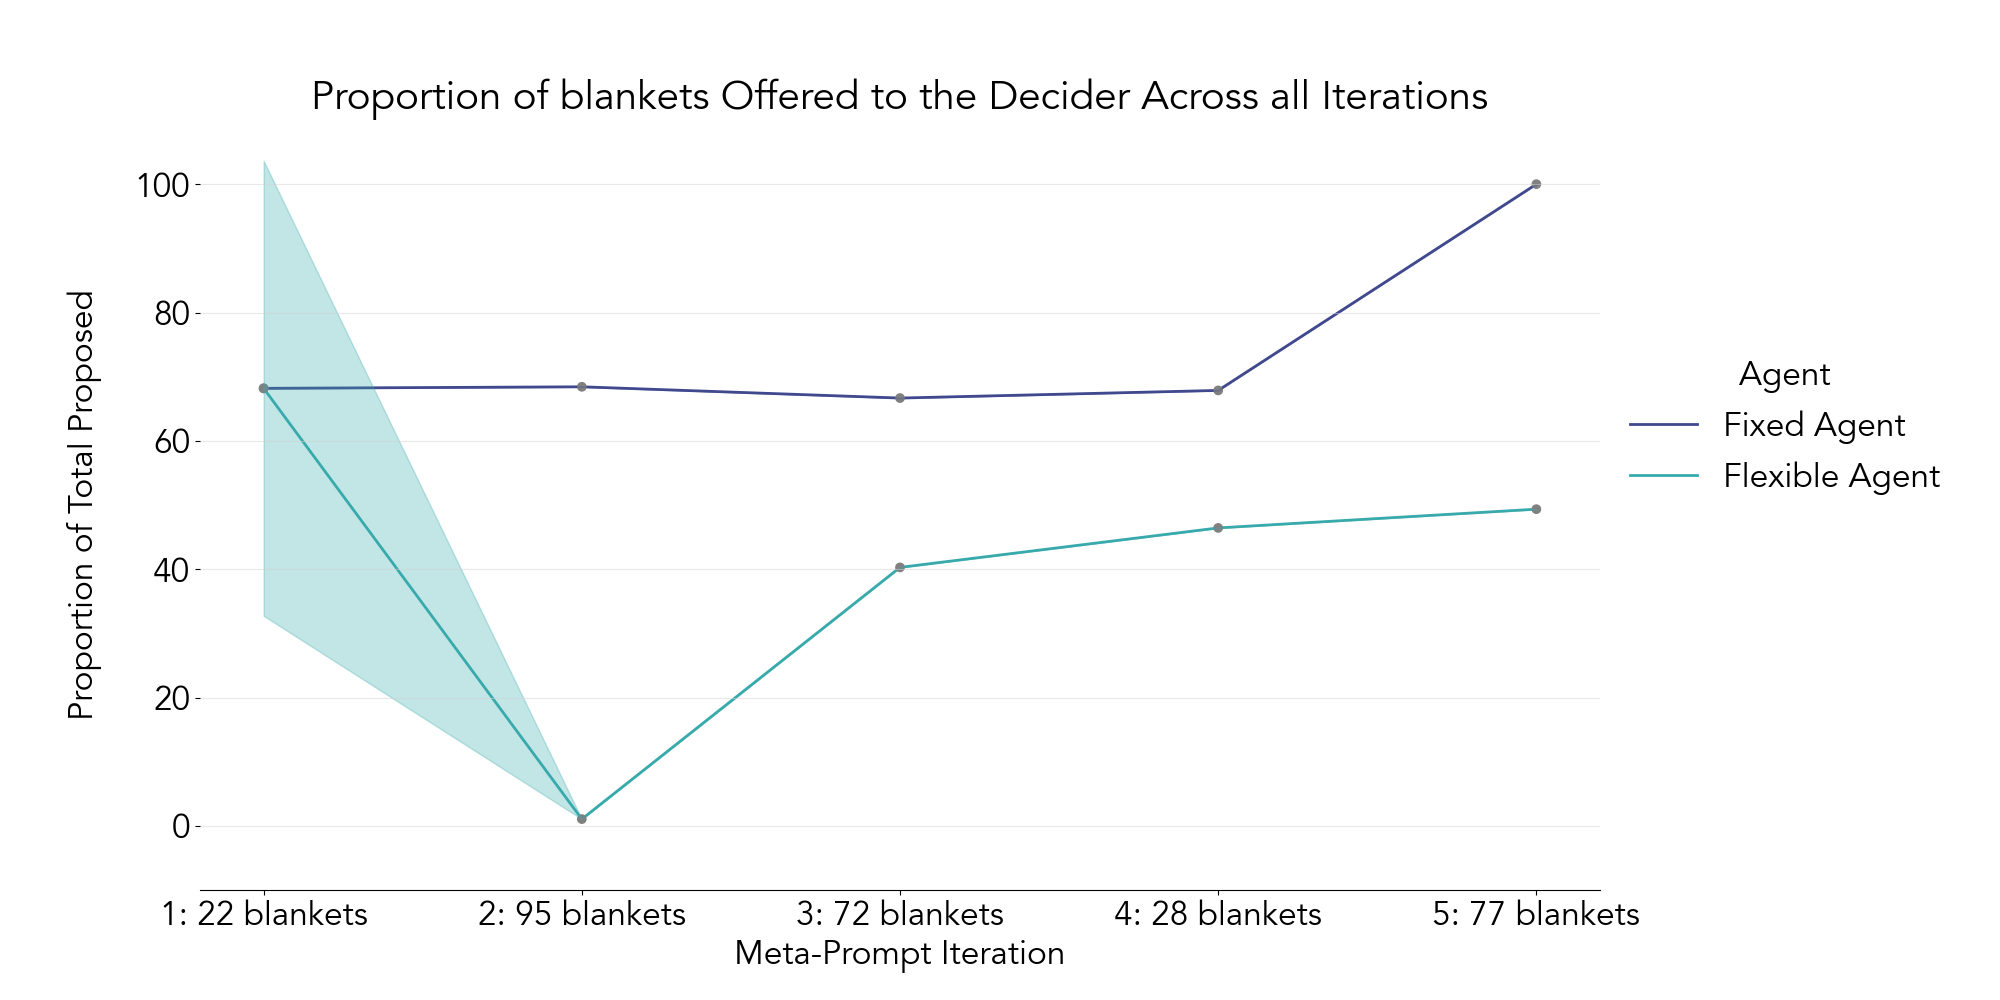 Proportion of blankets Offered to the Decider Across all Iterations
Proportion of Total Proposed
100
80
60
40
20
0
1: 22 blankets
2: 95 blankets
3: 72 blankets
4: 28 blankets
5: 77 blankets
Meta-Prompt Iteration
Agent
Fixed Agent
Flexible Agent